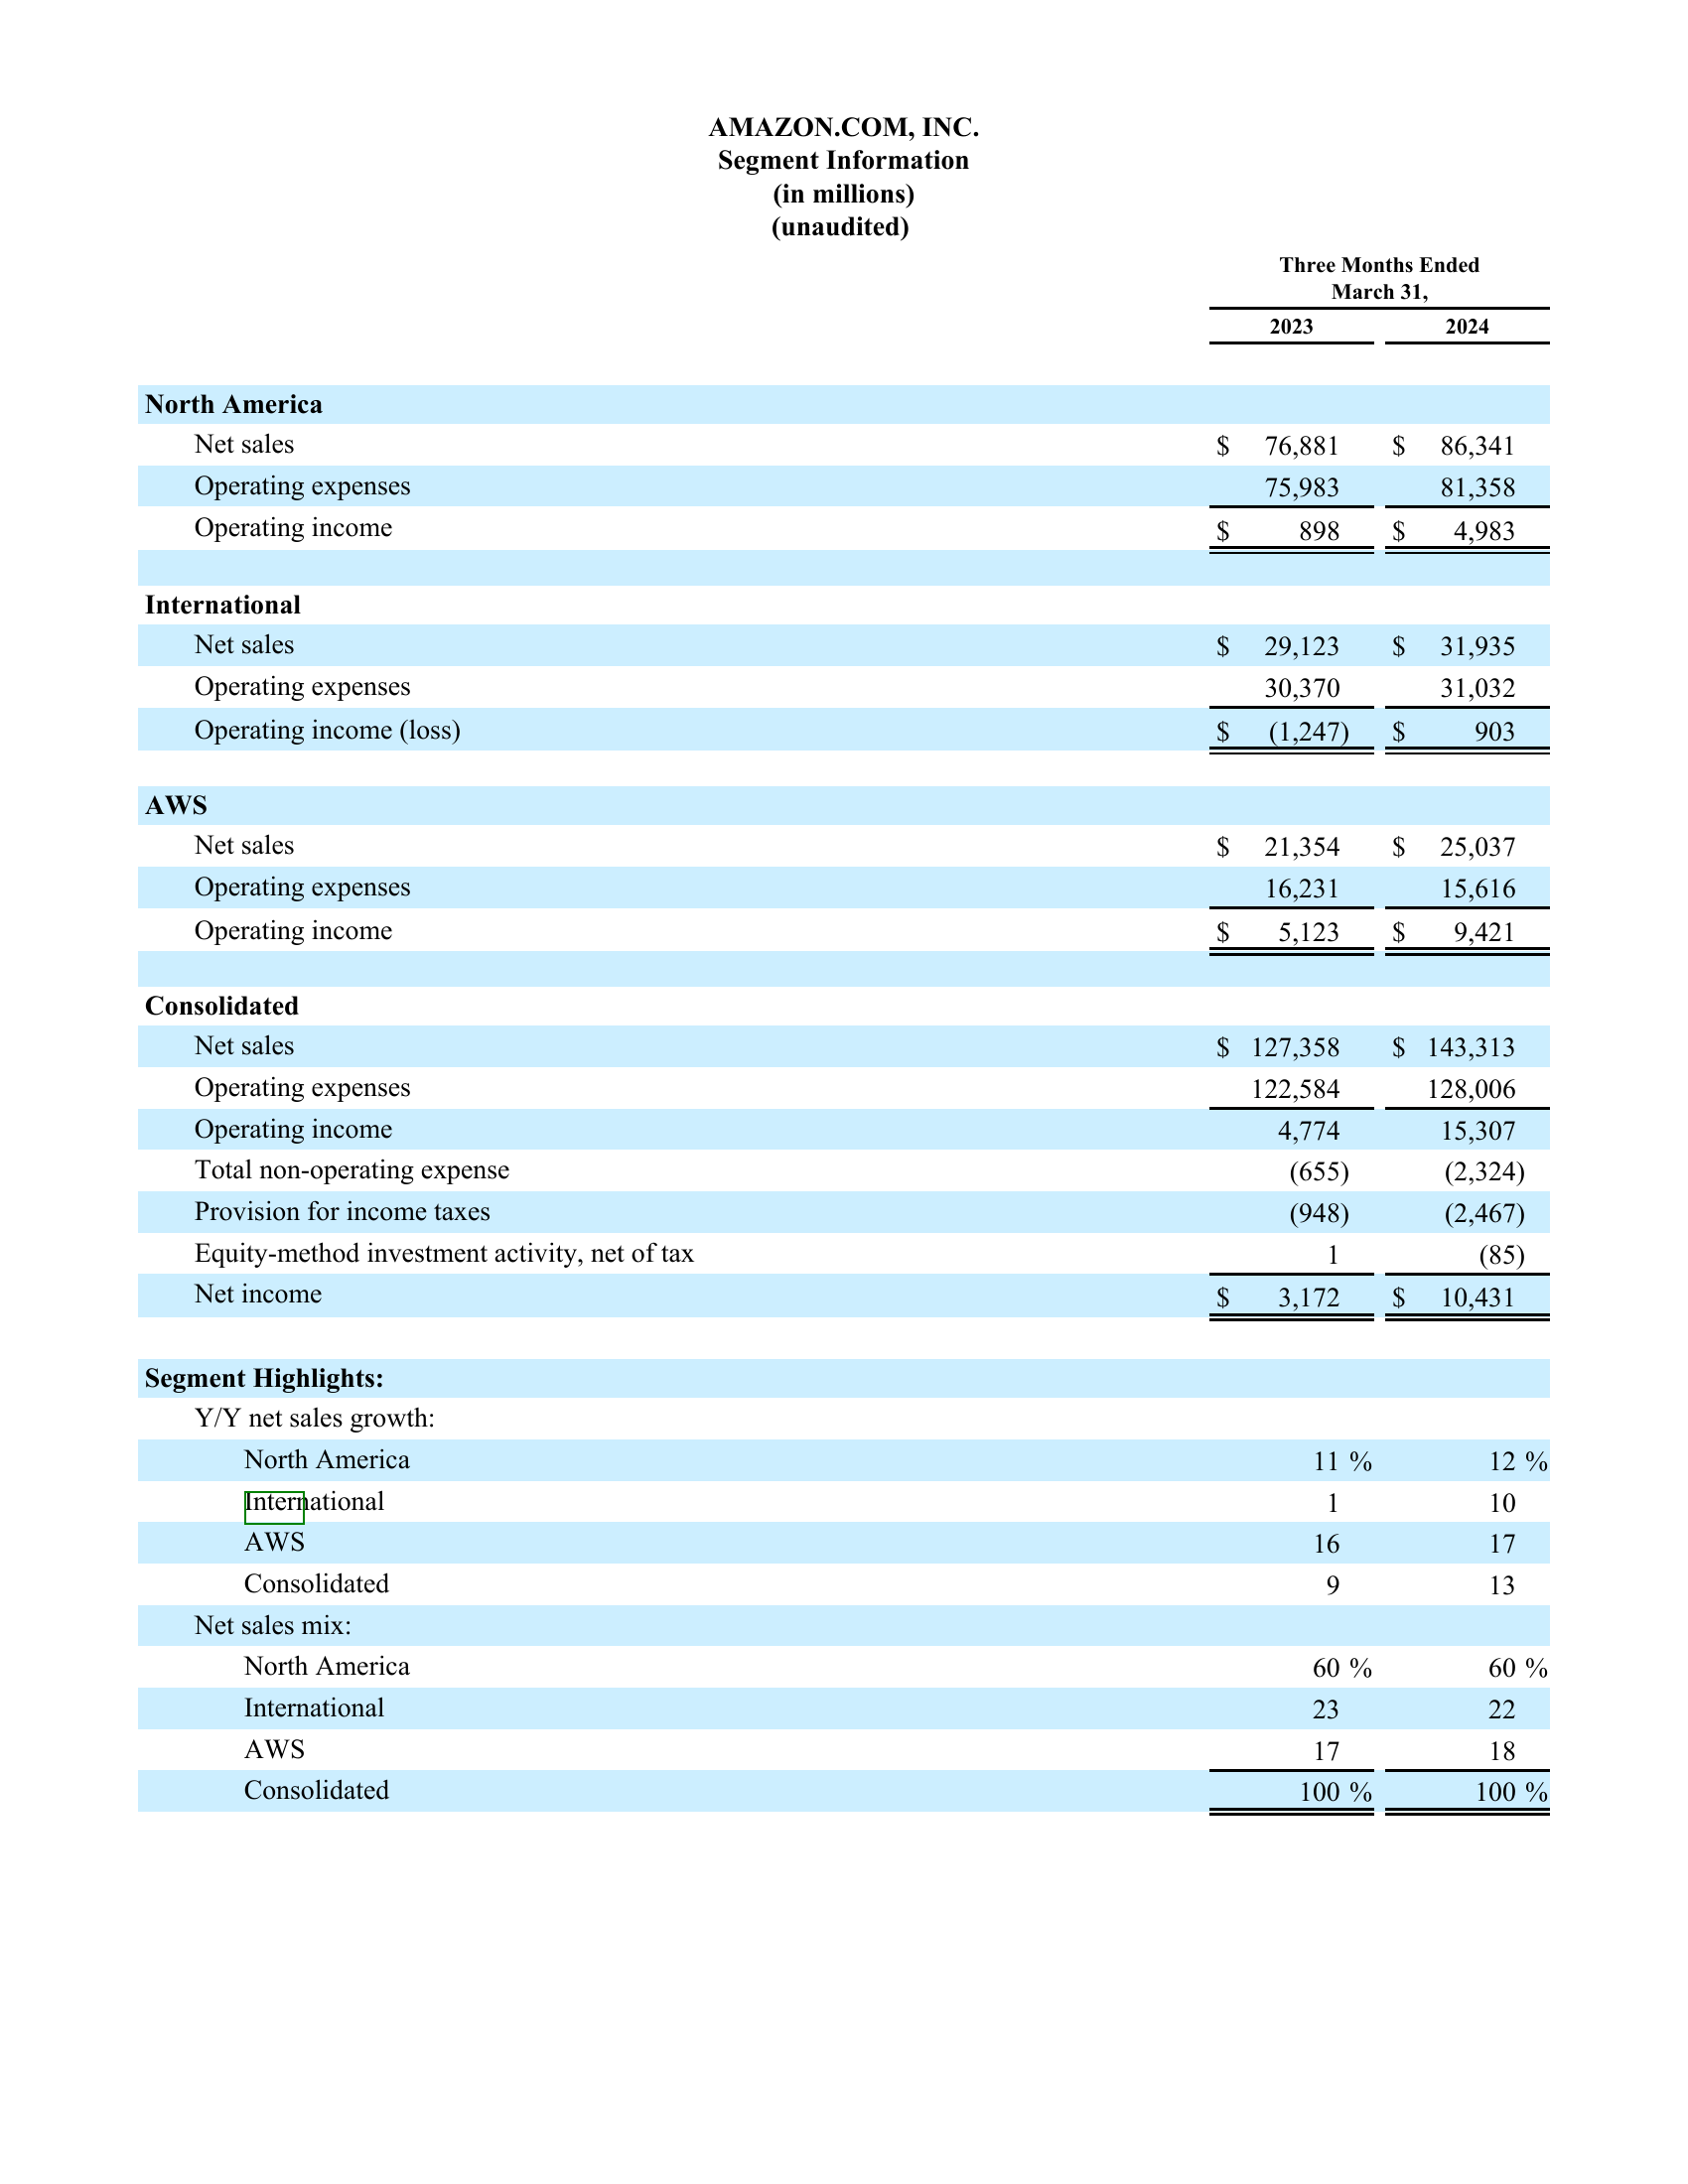 AMAZON.COM, INC.
Segment Information
(in millions)
(unaudited)
Three Months Ended
March 31,
2023 2024
North America
Net sales $ 76,881 $ 86,341
Operating expenses 75,983 81,358
Operating income $ 898 $ 4,983
International
Net sales $ 29,123 $ 31,935
Operating expenses 30,370 31,032
Operating income (loss) $ (1,247) $ 903
AWS
Net sales $ 21,354 $ 25,037
Operating expenses 16,231 15,616
Operating income $ 5,123 $ 9,421
Consolidated
Net sales $ 127,358 $ 143,313
Operating expenses 122,584 128,006
Operating income 4,774 15,307
Total non-operating expense (655) (2,324)
Provision for income taxes (948) (2,467)
Equity-method investment activity, net of tax 1 (85)
Net income $ 3,172 $ 10,431
Segment Highlights:
Y/Y net sales growth:
North America 11 % 12 %
International 1 10
AWS 16 17
Consolidated 9 13
Net sales mix:
North America 60 % 60 %
International 23 22
AWS 17 18
Consolidated 100 % 100 %